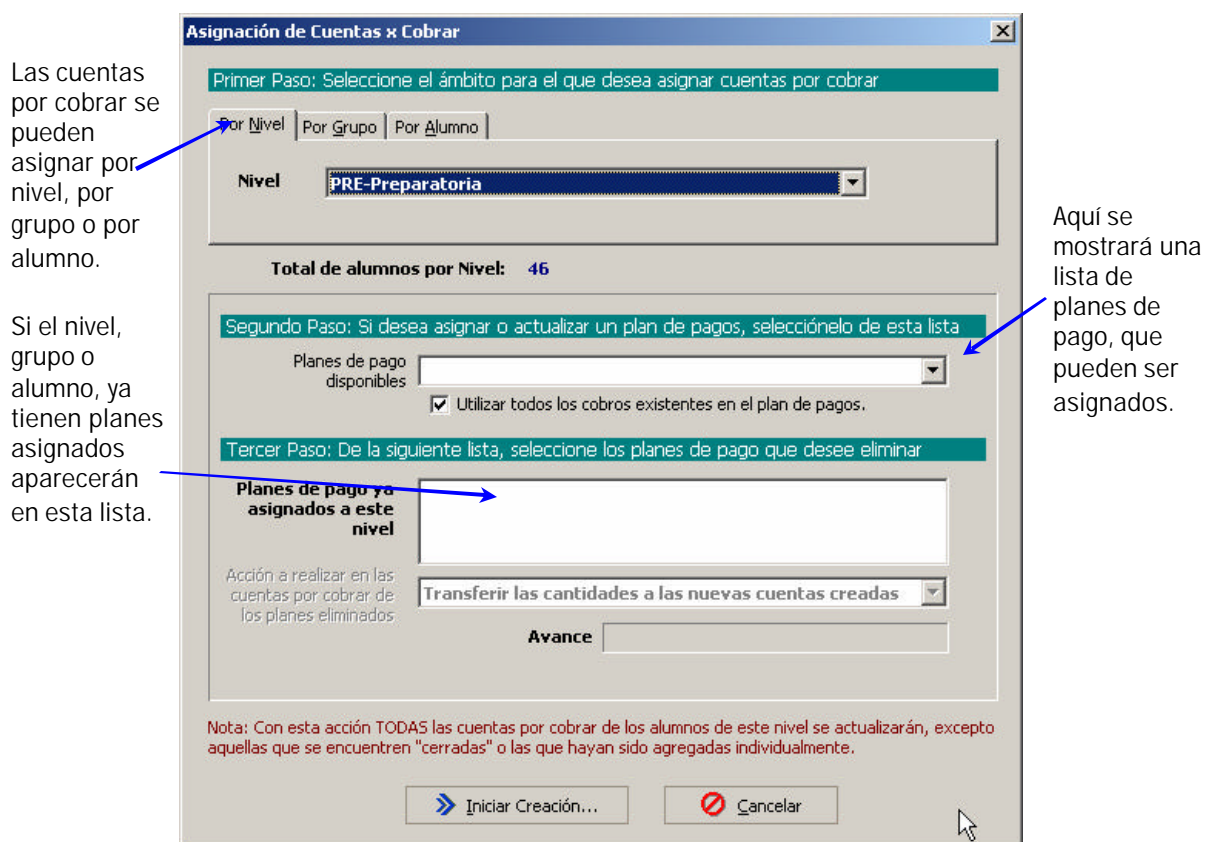 Asignación de Cuentas x Cobrar
Las cuentas
por cobrar se
pueden
asignar por
nivel, por
grupo o por
alumno.
Si el nivel,
grupo o
alumno, ya
tienen planes
asignados
aparecerán
en esta lista.
Primer Paso: Seleccione el ámbito para el que desea asignar cuentas por cobrar
Por Nivel
Por Grupo
Por Alumno
Nivel
PRE-Preparatoria
Total de alumnos por Nivel: 46
Segundo Paso: Si desea asignar o actualizar un plan de pagos, selecciónelo de esta lista
Planes de pago
disponibles
Utilizar todos los cobros existentes en el plan de pagos.
Tercer Paso: De la siguiente lista, seleccione los planes de pago que desee eliminar
Planes de pago ya
asignados a este
nivel
Acción a realizar en las
cuentas por cobrar de
los planes eliminados
Transferir las cantidades a las nuevas cuentas creadas
Avance
Nota: Con esta acción TODAS las cuentas por cobrar de los alumnos de este nivel se actualizarán, excepto
aquellas que se encuentren "cerradas" o las que hayan sido agregadas individualmente.
Iniciar Creación...
Cancelar
Aquí se
mostrará una
lista de
planes de
pago, que
pueden ser
asignados.